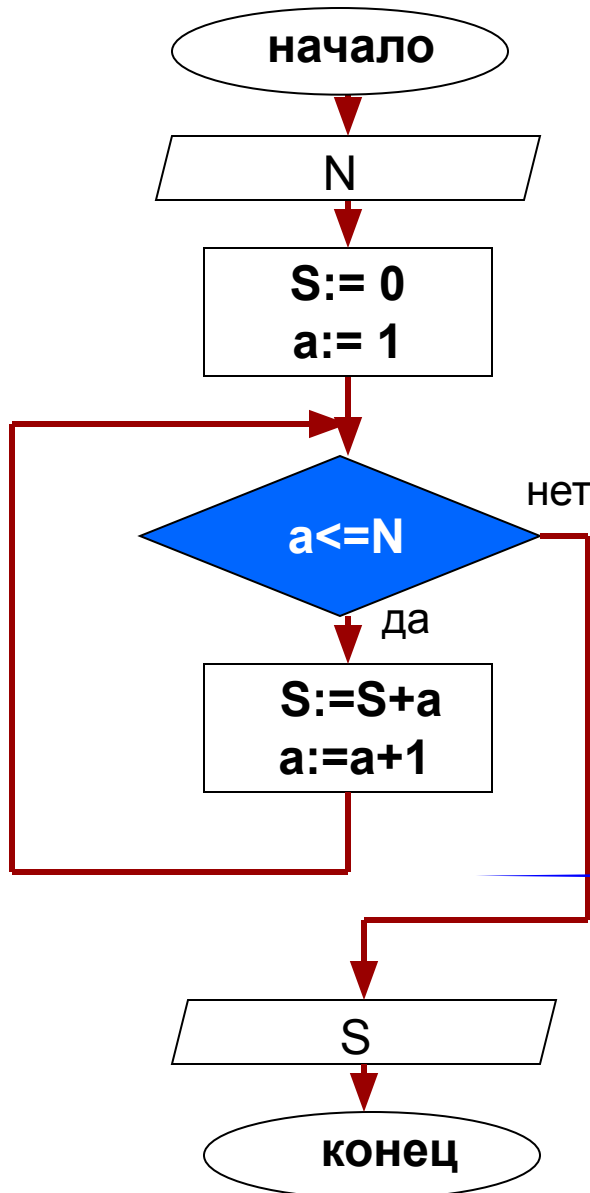 начало
N
S:= 0
a:= 1
a<=N
нет
да
S:=S+a
a:=a+1
S
конец